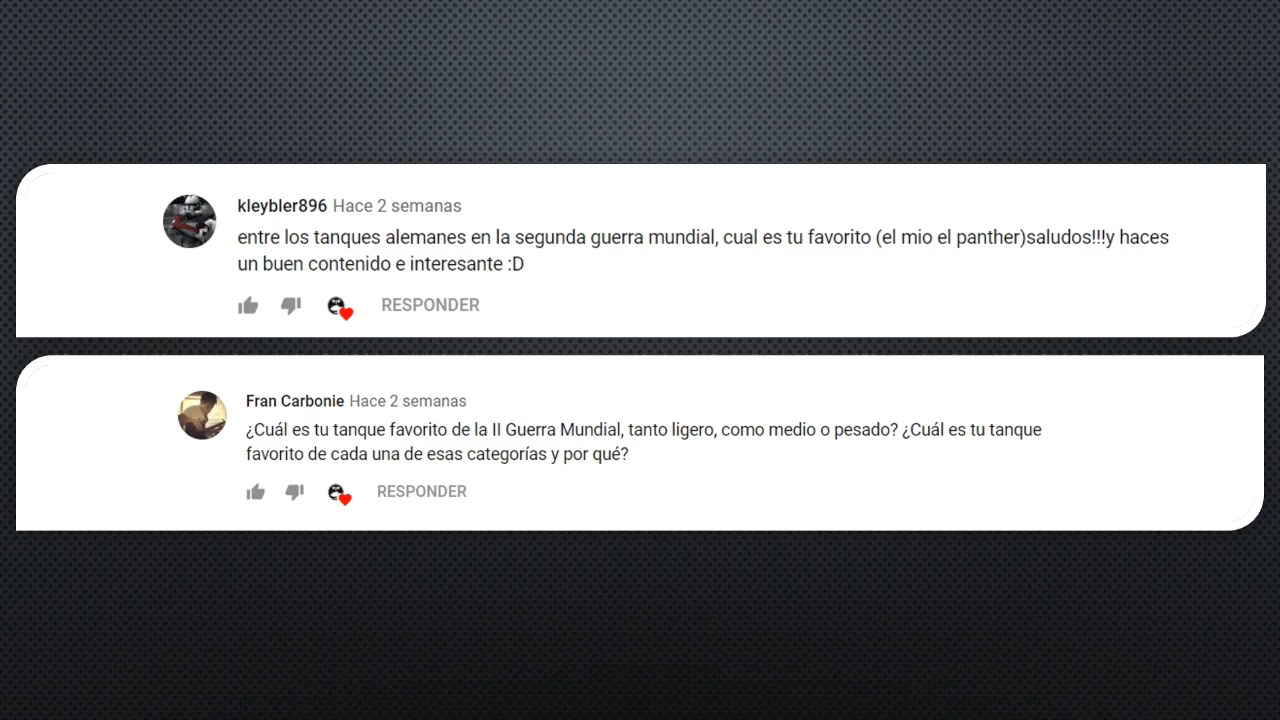 kleybler896 Hace 2 semanas
entre los tanques alemanes en la segunda guerra mundial, cual es tu favorito (el mio el panther)saludos!!!y haces
un buen contenido e interesante :D
RESPONDER
Fran Carbonie Hace 2 semanas
¿Cuál es tu tanque favorito de la II Guerra Mundial, tanto ligero, como medio o pesado? ¿Cuál es tu tanque
favorito de cada una de esas categorías y por qué?
RESPONDER